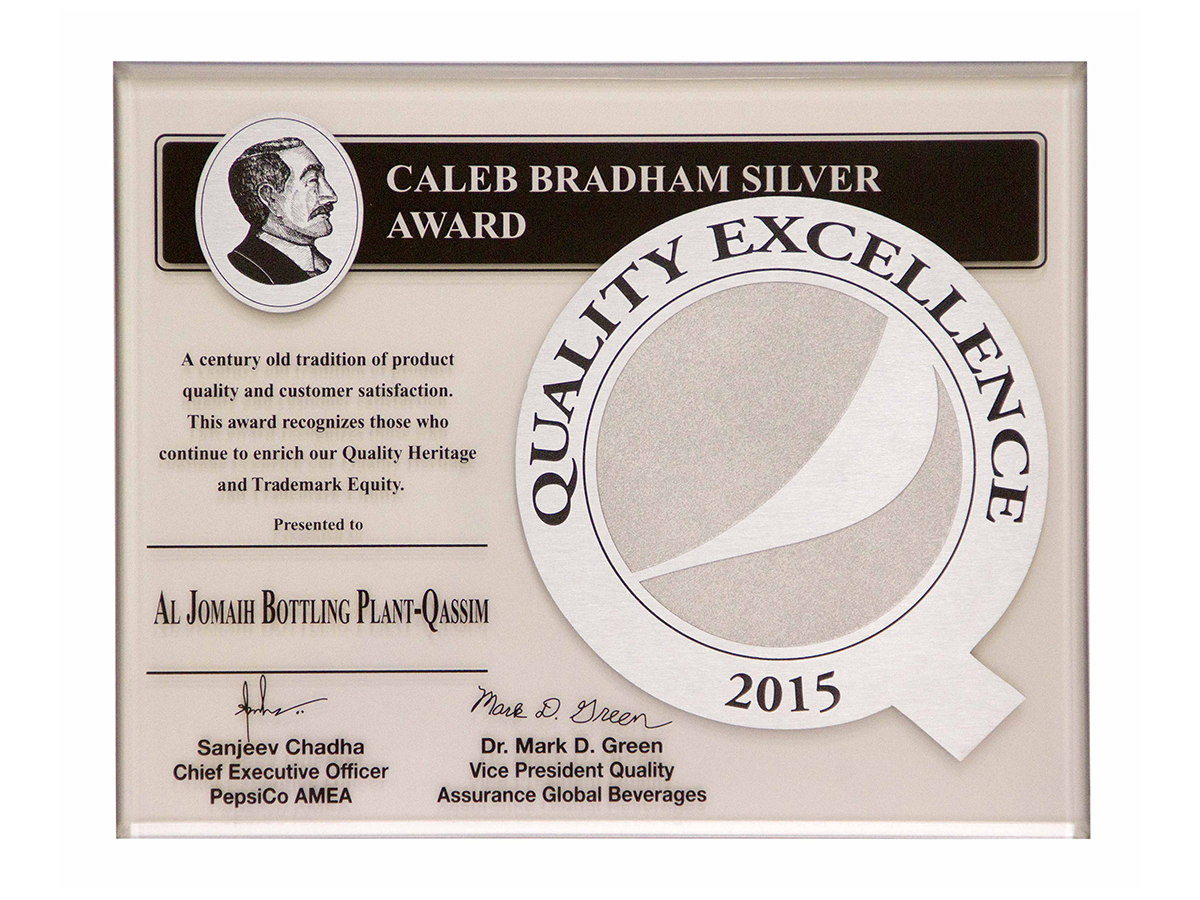 CALEB BRADHAM SILVER
AWARD
QUALITY EXCELLENCE
A century old tradition of product
quality and customer satisfaction.
This award recognizes those who
continue to enrich our Quality Heritage
and Trademark Equity.
Presented to
AL JOMAIH BOTTLING PLANT-QASSIM
2015
Mark D. Green
Sanjeev Chadha
Chief Executive Officer
PepsiCo AMEA
Dr. Mark D. Green
Vice President Quality
Assurance Global Beverages